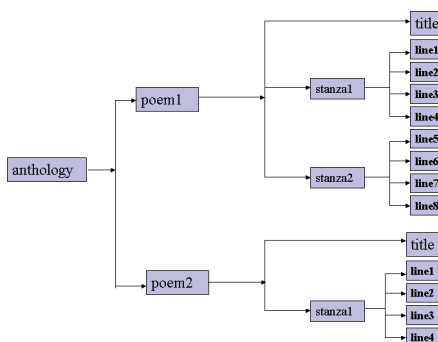 title
line1
line2
poem1
stanza1
line3
line4
line5
line6
anthology
stanza2
line7
line8
title
line1
poem2
line2
stanza1
line3
line4